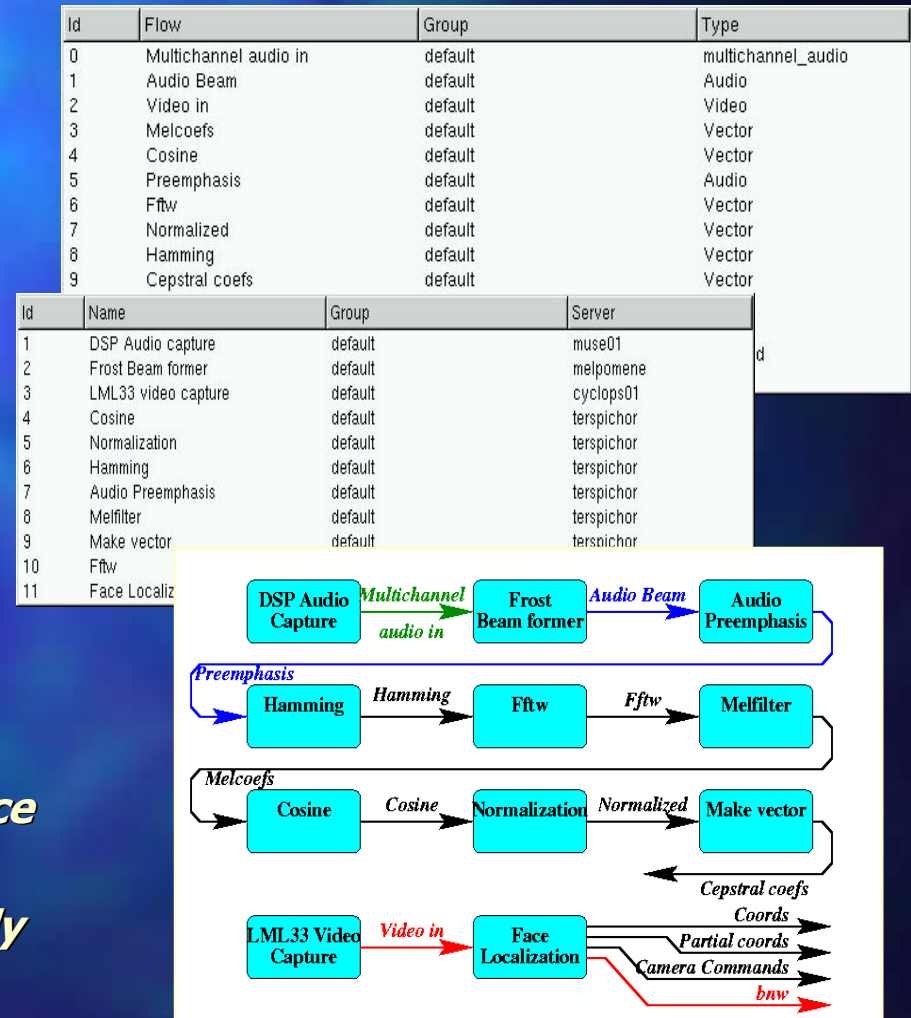 Id Flow Group Type
0 Multichannel audio in default multichannel_audio
1 Audio Beam default Audio
2 Video in default Video
3 Melcoefs default Vector
4 Cosine default Vector
5 Preemphasis default Audio
6 Fftw default Vector
7 Normalized default Vector
8 Hamming default Vector
9 Cepstral coefs default Vector
d
Id Name Group Server
1 DSP Audio capture default muse01
2 Frost Beam former default melpomene
3 LML33 video capture default cyclops01
4 Cosine default terspichor
5 Normalization default terspichor
6 Hamming default terspichor
7 Audio Preemphasis default terspichor
8 Melfilter default terspichor
9 Make vector default terspichor
10 Fftw
11 Face Localiz
DSP Audio Capture
Multichannel audio in
Frost Beam former
Audio Beam
Audio Preemphasis
Preemphasis
Hamming
Hamming
Fftw
Fftw
Melfilter
Melcoefs
Cosine
Cosine
Normalization
Normalized
Make vector
Cepstral coefs
LML33 Video Capture
Video in
Face Localization
Coords
Partial coords
Camera Commands
bnw
ce
ly